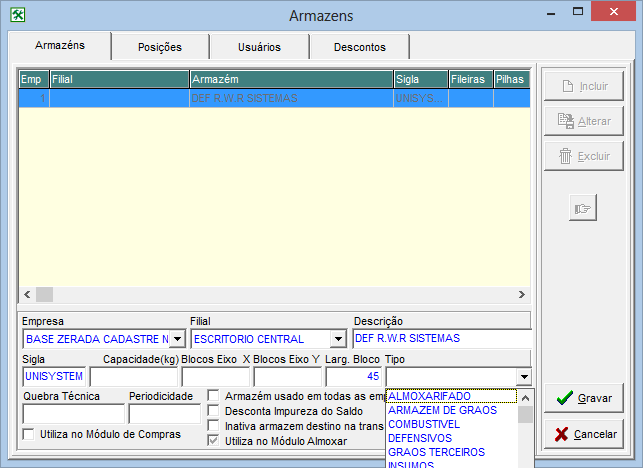 Armazens
Armazéns Posições Usuários Descontos
Emp Filial Armazém Sigla Fileiras Pilhas
1 DEF R.W.R SISTEMAS UNISYS...
Incluir
Alterar
Excluir
Empresa Filial Descrição
BASE ZERADA CADASTRE N ESCRITORIO CENTRAL DEF R.W.R SISTEMAS
Sigla Capacidade(kg) Blocos Eixo X Blocos Eixo Y Larg. Bloco Tipo
UNISYSTEM 45
Quebra Técnica Periodicidade
Armazém usado em todas as emp
Desconta Impureza do Saldo
Inativa armazem destino na trans
Utiliza no Módulo de Compras
Utiliza no Módulo Almoxar
ALMOXARIFADO
ARMAZEM DE GRAOS
COMBUSTIVEL
DEFENSIVOS
GRAOS TERCEIROS
INSUMOS
Gravar
Cancelar